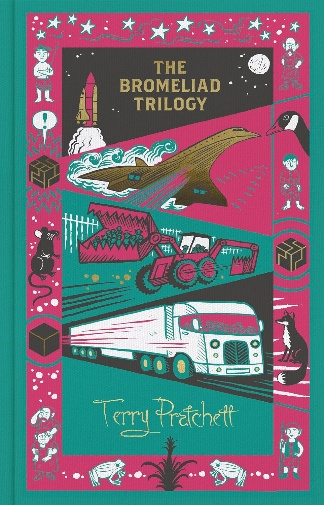 THE
BROMELIAD
TRILOGY
!
Terry Pratchett